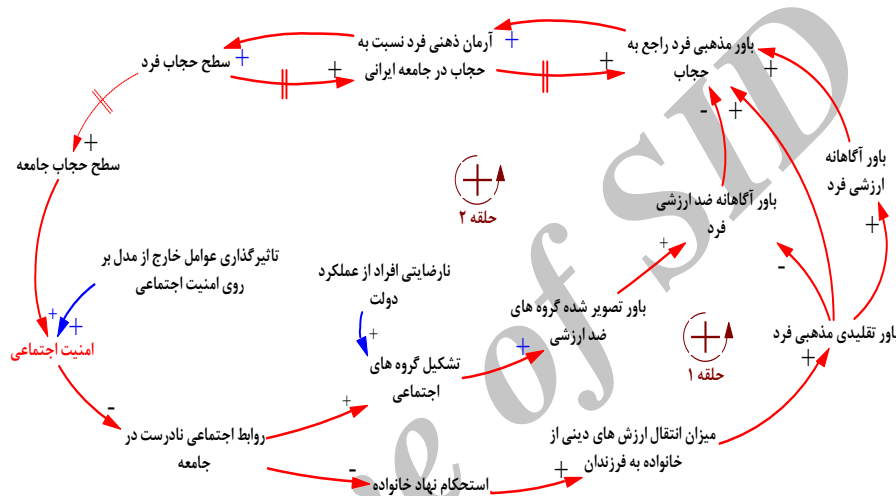 آرمان ذهنی فرد نسبت به
حجاب در جامعه ایرانی
باور مذهبی فرد راجع به
حجاب
سطح حجاب فرد
سطح حجاب جامعه
باور آگاهانه
ارزشی فرد
باور آگاهانه ضد ارزشی
فرد
حلقه ۲
تاثیرگذاری عوامل خارج از مدل بر
روی امنیت اجتماعی
نارضایتی افراد از عملکرد
دولت
باور تصویر شده گروه های
ضد ارزشی
باور تقلیدی مذهبی فرد
امنیت اجتماعی
تشکیل گروه های
اجتماعی
حلقه ۱
روابط اجتماعی نادرست در
جامعه
میزان انتقال ارزش های دینی از
خانواده به فرزندان
استحکام نهاد خانواده
e of SID